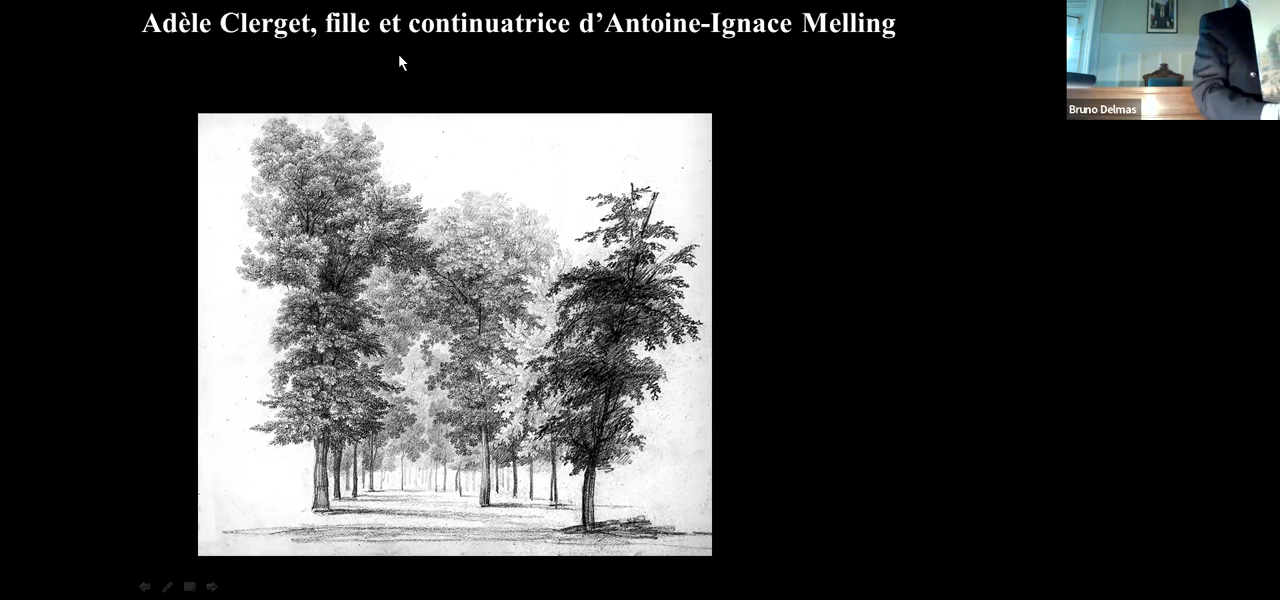 Adèle Clerget, fille et continuatrice d’Antoine-Ignace Melling
Bruno Delmas